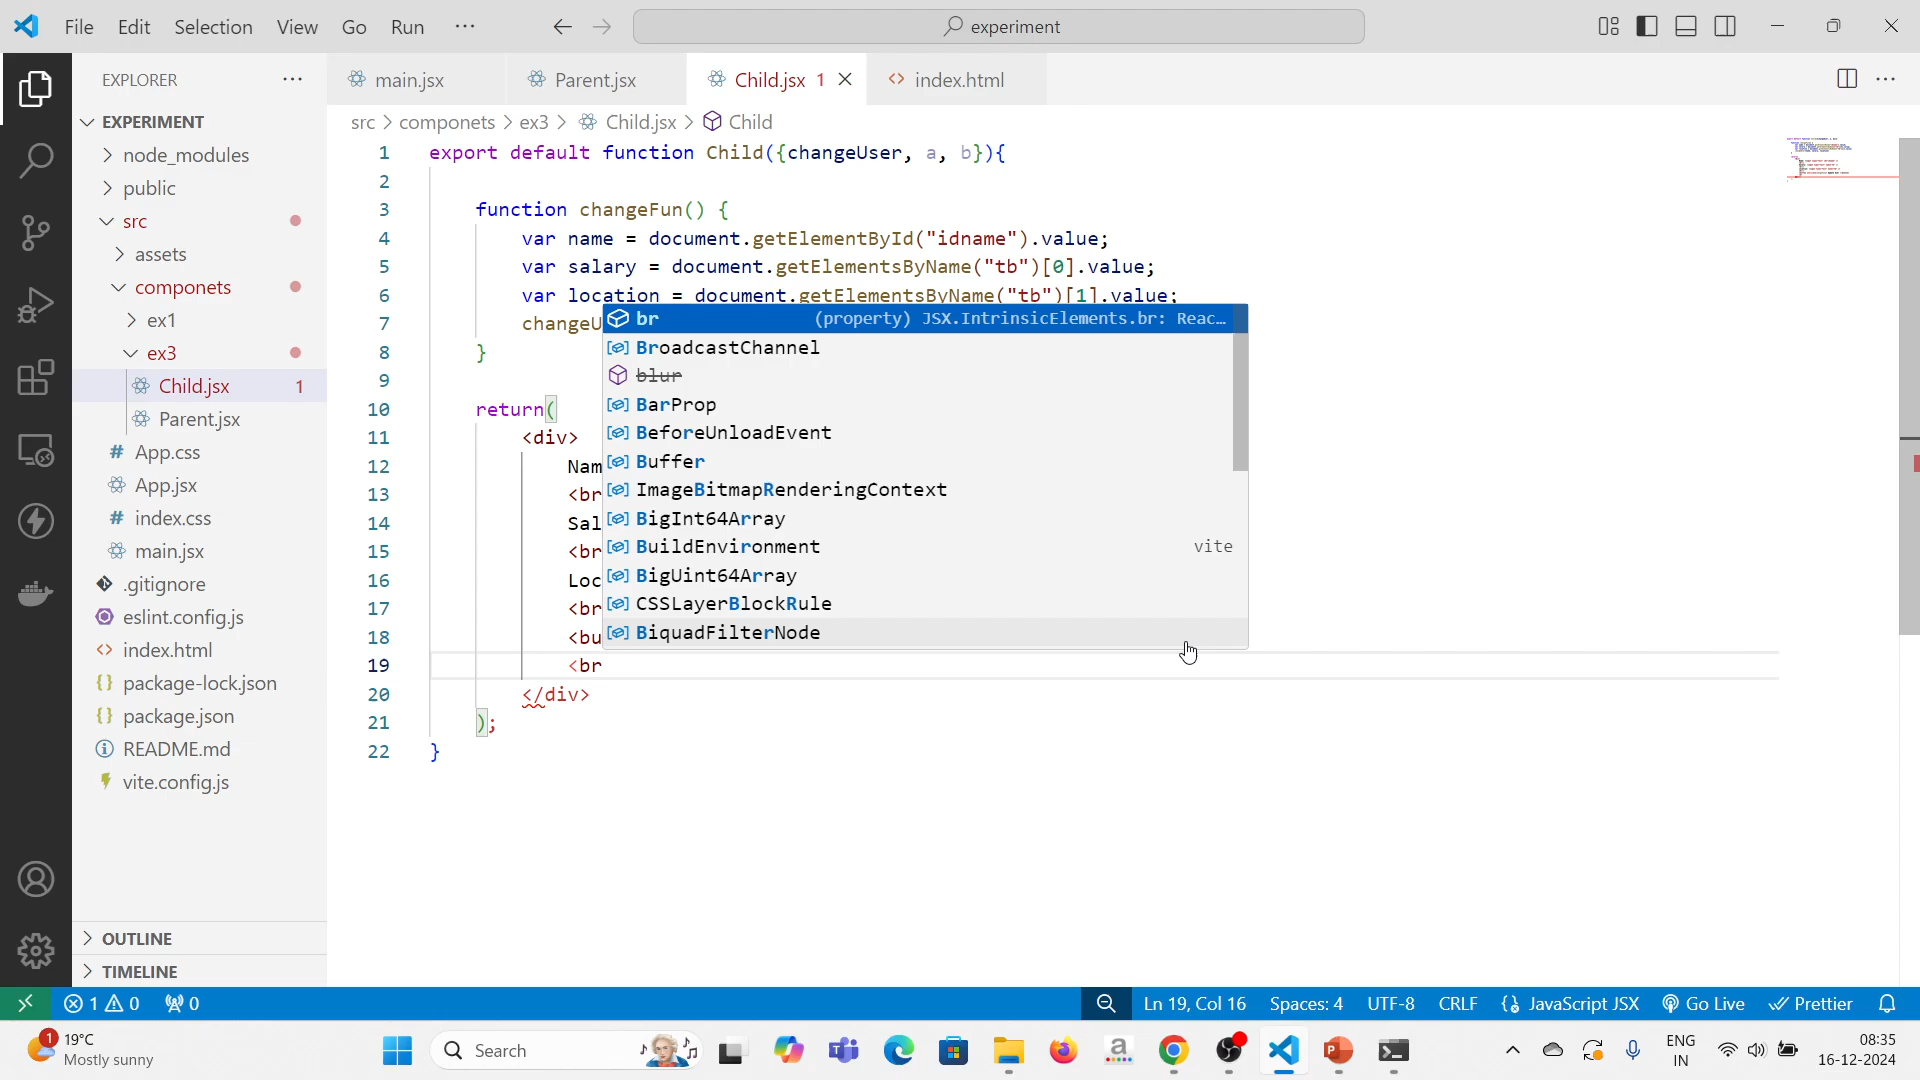 File Edit Selection View Go Run ···
experiment
EXPLORER
main.jsx
Parent.jsx
Child.jsx 1
index.html
src > componets > ex3 > Child.jsx > Child
EXPERIMENT
node_modules
public
src
assets
componets
ex1
ex3
Child.jsx 1
Parent.jsx
App.css
App.jsx
index.css
main.jsx
.gitignore
eslint.config.js
index.html
package-lock.json
package.json
README.md
vite.config.js
OUTLINE
TIMELINE
1 export default function Child({changeUser, a, b}){
2
3 function changeFun() {
4 var name = document.getElementById("idname").value;
5 var salary = document.getElementsByName("tb")[0].value;
6 var location = document.getElementsByName("tb")[1].value;
7 changeU
8 }
9
10 return(
11 <div>
12 Nam
13 <br
14 Sal
15 <br
16 Loc
17 <br
18 <bu
19 <br
20 </div>
21 );
22 }
br (property) JSX.IntrinsicElements.br: Reac…
BroadcastChannel
blur
BarProp
BeforeUnloadEvent
Buffer
ImageBitmapRenderingContext
BigInt64Array
BuildEnvironment vite
BigUint64Array
CSSLayerBlockRule
BiquadFilterNode
1 0 0
Ln 19, Col 16 Spaces: 4 UTF-8 CRLF {} JavaScript JSX Go Live Prettier
1 19°C
Mostly sunny
Search
ENG
IN
08:35
16-12-2024